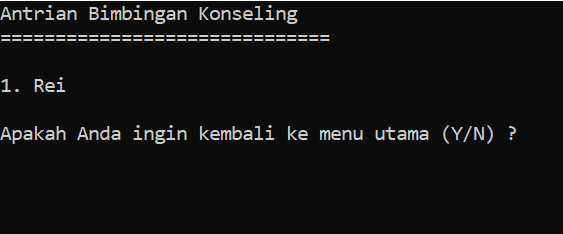 Antrian Bimbingan Konseling
==============================
1. Rei
Apakah Anda ingin kembali ke menu utama (Y/N) ?